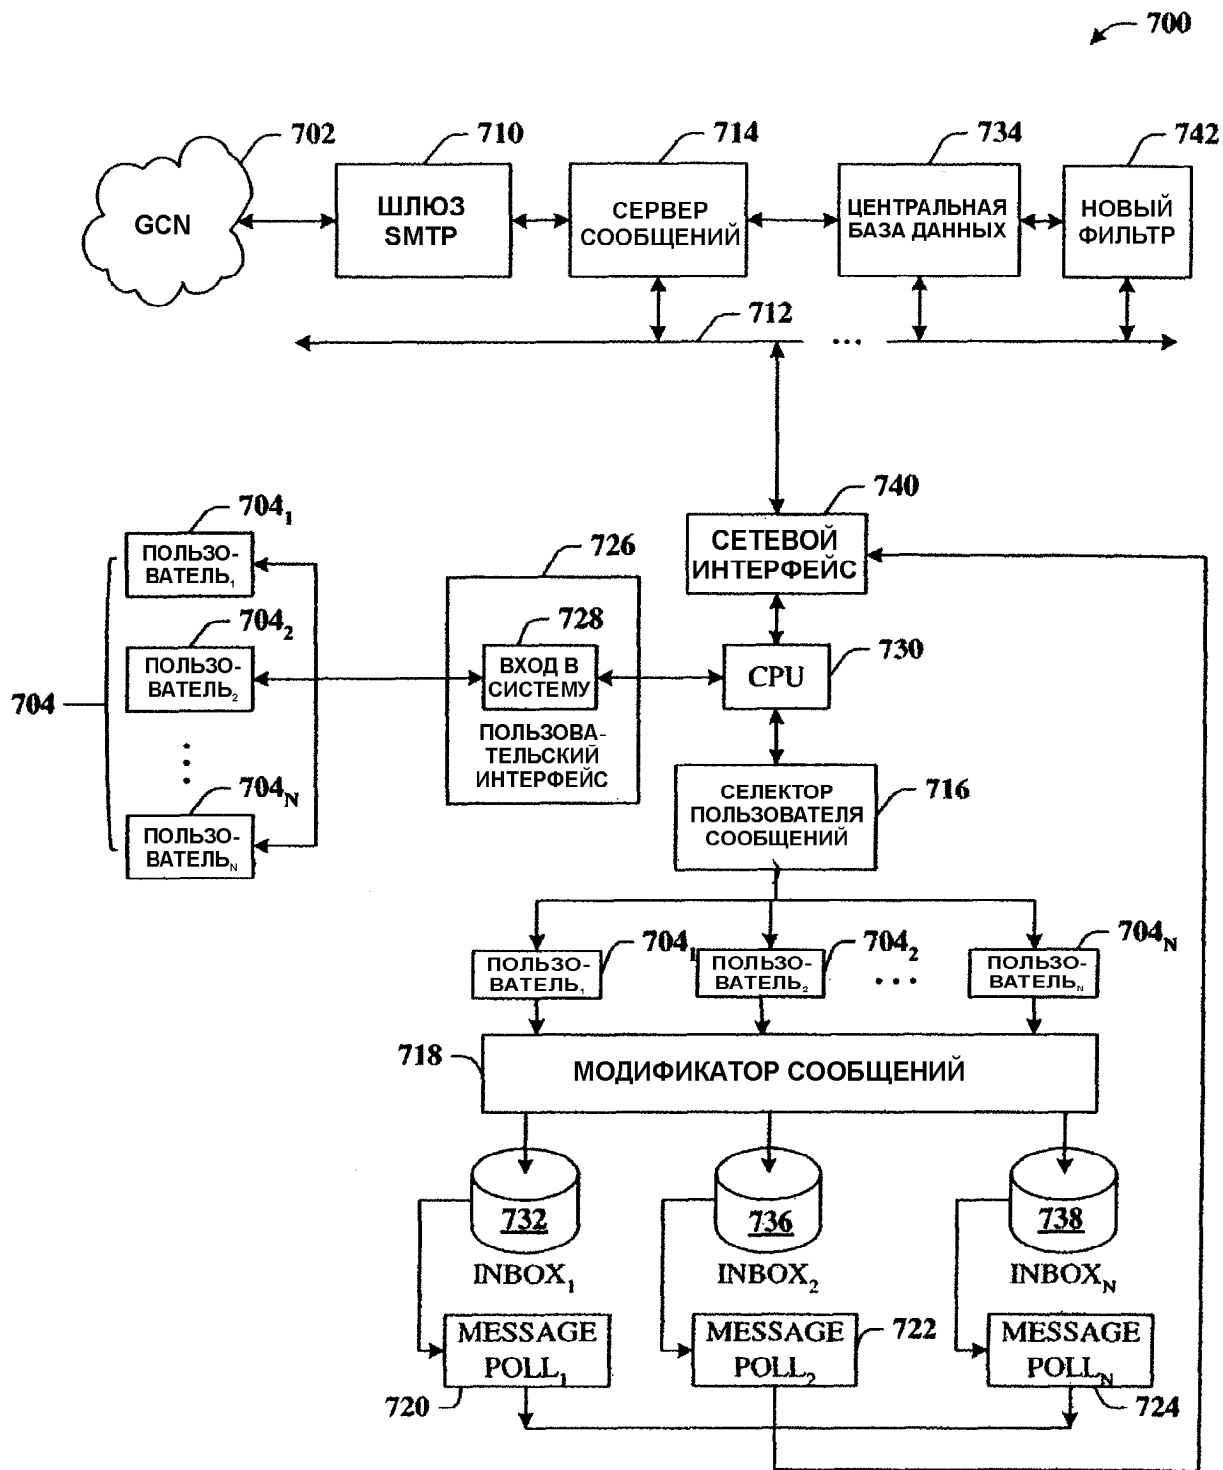 700
702
710
714
734
742
GCN
ШЛЮЗ
SMTP
СЕРВЕР
СООБЩЕНИЙ
ЦЕНТРАЛЬНАЯ
БАЗА ДАННЫХ
НОВЫЙ
ФИЛЬТР
712
...
740
СЕТЕВОЙ
ИНТЕРФЕЙС
704₁
ПОЛЬЗО-
ВАТЕЛЬ₁
704₂
ПОЛЬЗО-
ВАТЕЛЬ₂
704
704N
ПОЛЬЗО-
ВАТЕЛЬN
726
728
ВХОД В
СИСТЕМУ
ПОЛЬЗОВА-
ТЕЛЬСКИЙ
ИНТЕРФЕЙС
730
CPU
716
СЕЛЕКТОР
ПОЛЬЗОВАТЕЛЯ
СООБЩЕНИЙ
704₁
ПОЛЬЗО-
ВАТЕЛЬ₁
704₂
ПОЛЬЗО-
ВАТЕЛЬ₂
...
704N
ПОЛЬЗО-
ВАТЕЛЬN
718
МОДИФИКАТОР СООБЩЕНИЙ
732
INBOX₁
736
INBOX₂
738
INBOXN
MESSAGE
POLL₁
720
MESSAGE
POLL₂
722
MESSAGE
POLLN
724